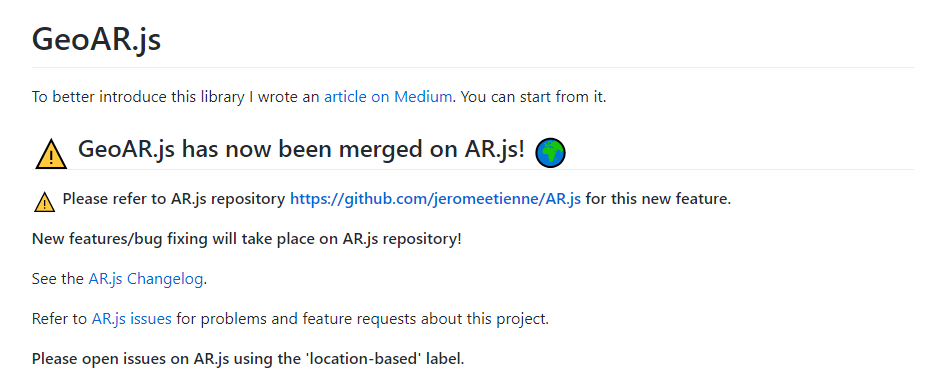 GeoAR.js
To better introduce this library I wrote an article on Medium. You can start from it.
GeoAR.js has now been merged on AR.js!
Please refer to AR.js repository https://github.com/jeromeetienne/AR.js for this new feature.
New features/bug fixing will take place on AR.js repository!
See the AR.js Changelog.
Refer to AR.js issues for problems and feature requests about this project.
Please open issues on AR.js using the 'location-based' label.